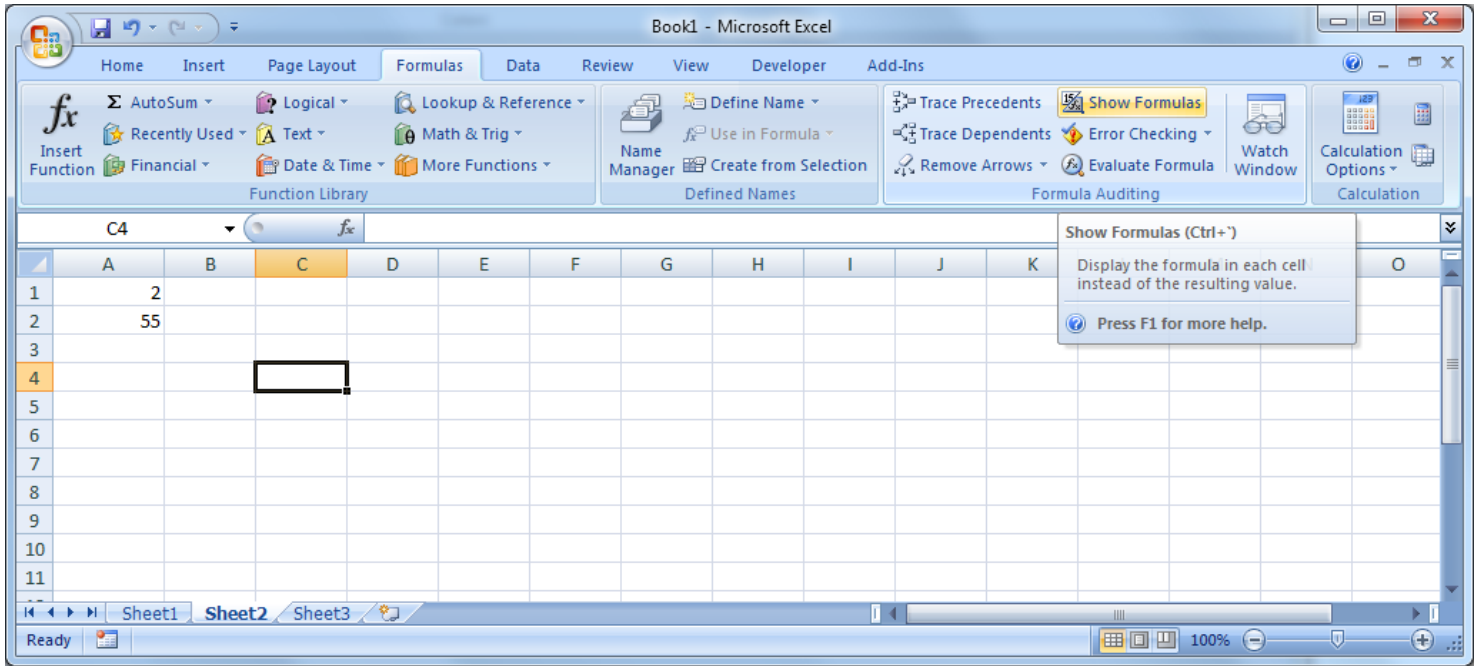 Book1 - Microsoft Excel
Home Insert Page Layout Formulas Data Review View Developer Add-Ins
fx Insert Function
Σ AutoSum
Recently Used
Financial
Logical
A Text
Date & Time
Lookup & Reference
θ Math & Trig
More Functions
Function Library
Name Manager
Define Name
Use in Formula
Create from Selection
Defined Names
Trace Precedents
Trace Dependents
Remove Arrows
Show Formulas
Error Checking
Evaluate Formula
Watch Window
Formula Auditing
Calculation Options
Calculation
C4 fx
Show Formulas (Ctrl+`)
Display the formula in each cell
instead of the resulting value.
Press F1 for more help.
A B C D E F G H I J K O
1 2
2 55
3
4
5
6
7
8
9
10
11
Sheet1 Sheet2 Sheet3
Ready 100%